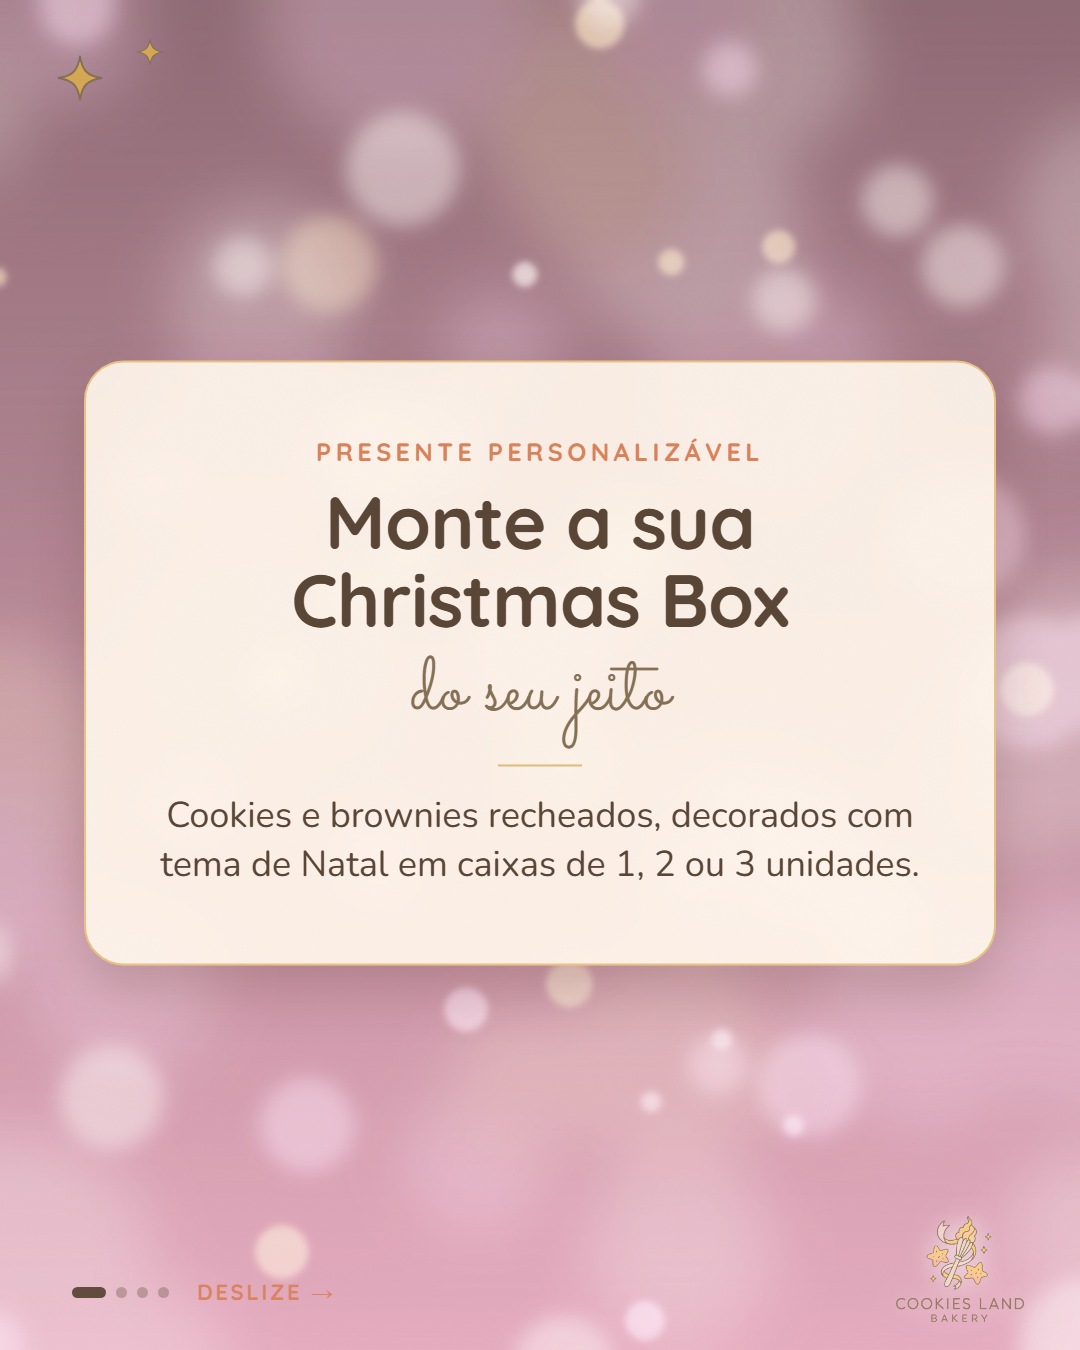 PRESENTE PERSONALIZÁVEL
Monte a sua
Christmas Box
do seu jeito
Cookies e brownies recheados, decorados com
tema de Natal em caixas de 1, 2 ou 3 unidades.
DESLIZE →
COOKIES LAND
BAKERY